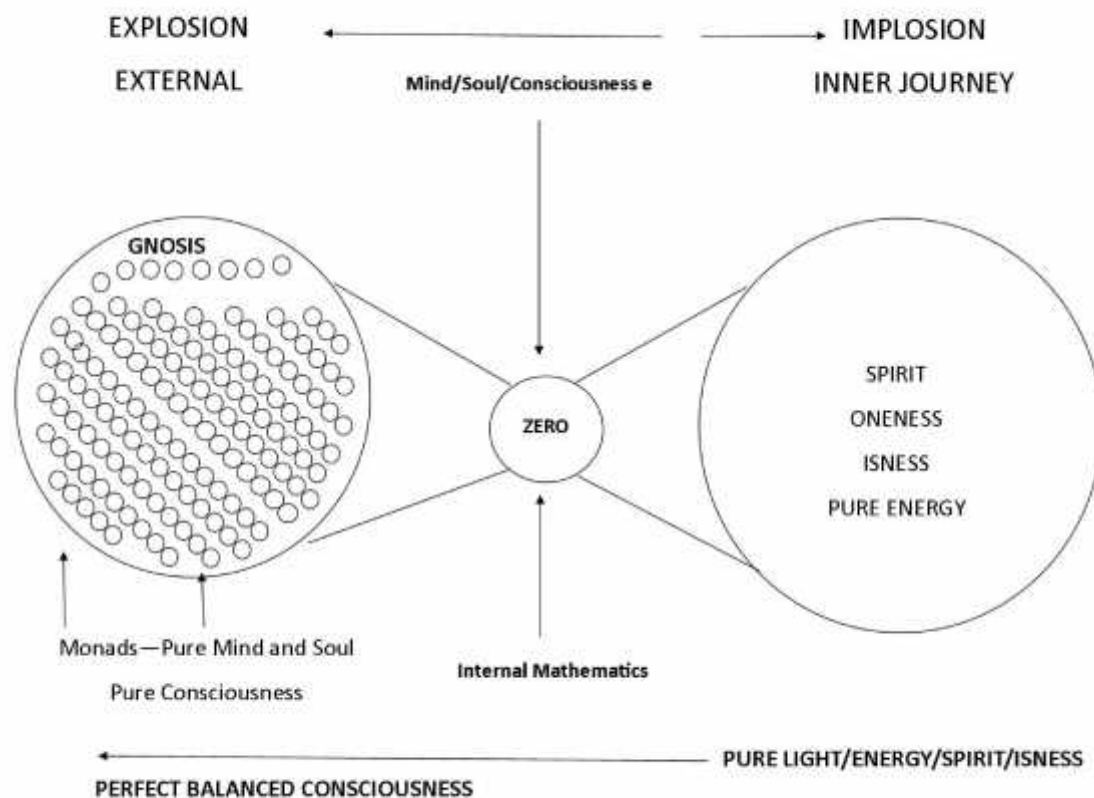 EXPLOSION
IMPLOSION
EXTERNAL
Mind/Soul/Consciousness e
INNER JOURNEY
GNOSIS
ZERO
SPIRIT
ONENESS
ISNESS
PURE ENERGY
Monads—Pure Mind and Soul
Pure Consciousness
Internal Mathematics
PURE LIGHT/ENERGY/SPIRIT/ISNESS
PERFECT BALANCED CONSCIOUSNESS